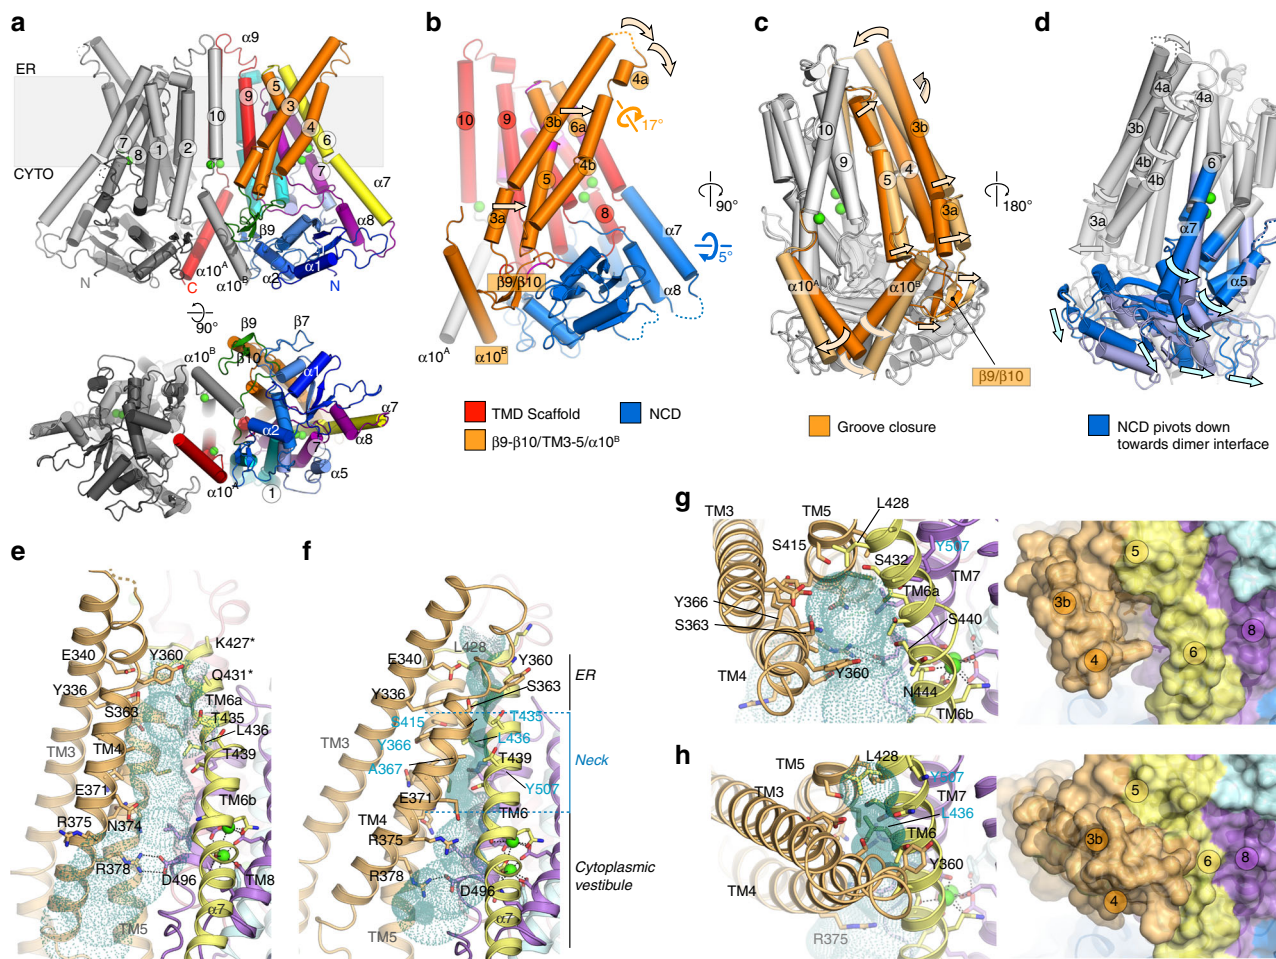 a
α9
ER
CYTO
10
9
5
3
4
6
7
8
1
2
7
α7
α8
β9
α10ᴬ
α10ᴮ
α2
α1
N
C
N
90°
β9
β7
α10ᴮ
β10
α1
α2
α7
α8
7
α5
α10ᴬ
1
b
4a
17°
10
9
3b
6a
5
4b
3a
8
α7
5°
α8
β9/β10
α10ᴬ
α10ᴮ
TMD Scaffold
NCD
β9-β10/TM3-5/α10ᴮ
90°
c
10
3b
9
5
4
3a
α10ᴬ
α10ᴮ
β9/β10
Groove closure
180°
d
4a
4a
3b
4b
4b
6
3a
α7
α5
NCD pivots down
towards dimer interface
e
K427*
E340
Y360
Q431*
Y336
TM6a
S363
T435
L436
TM3
TM4
T439
E371
TM6b
R375
N374
R378
D496
TM8
α7
TM5
f
L428
E340
Y360
ER
Y336
S363
S415
T435
TM3
Y366
L436
Neck
A367
T439
Y507
E371
TM6
TM4
R375
Cytoplasmic
vestibule
R378
D496
α7
TM5
g
TM3
TM5
L428
S415
Y507
S432
TM7
Y366
TM6a
S363
S440
TM4
Y360
N444
TM6b
5
3b
8
4
6
h
L428
TM5
Y507
TM3
TM7
L436
TM6
Y360
TM4
R375
5
3b
6
8
4